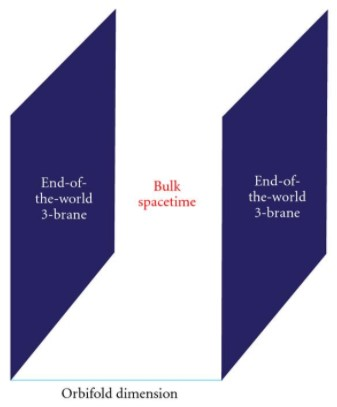 End-of-
the-world
3-brane
Bulk
spacetime
End-of-
the-world
3-brane
Orbifold dimension